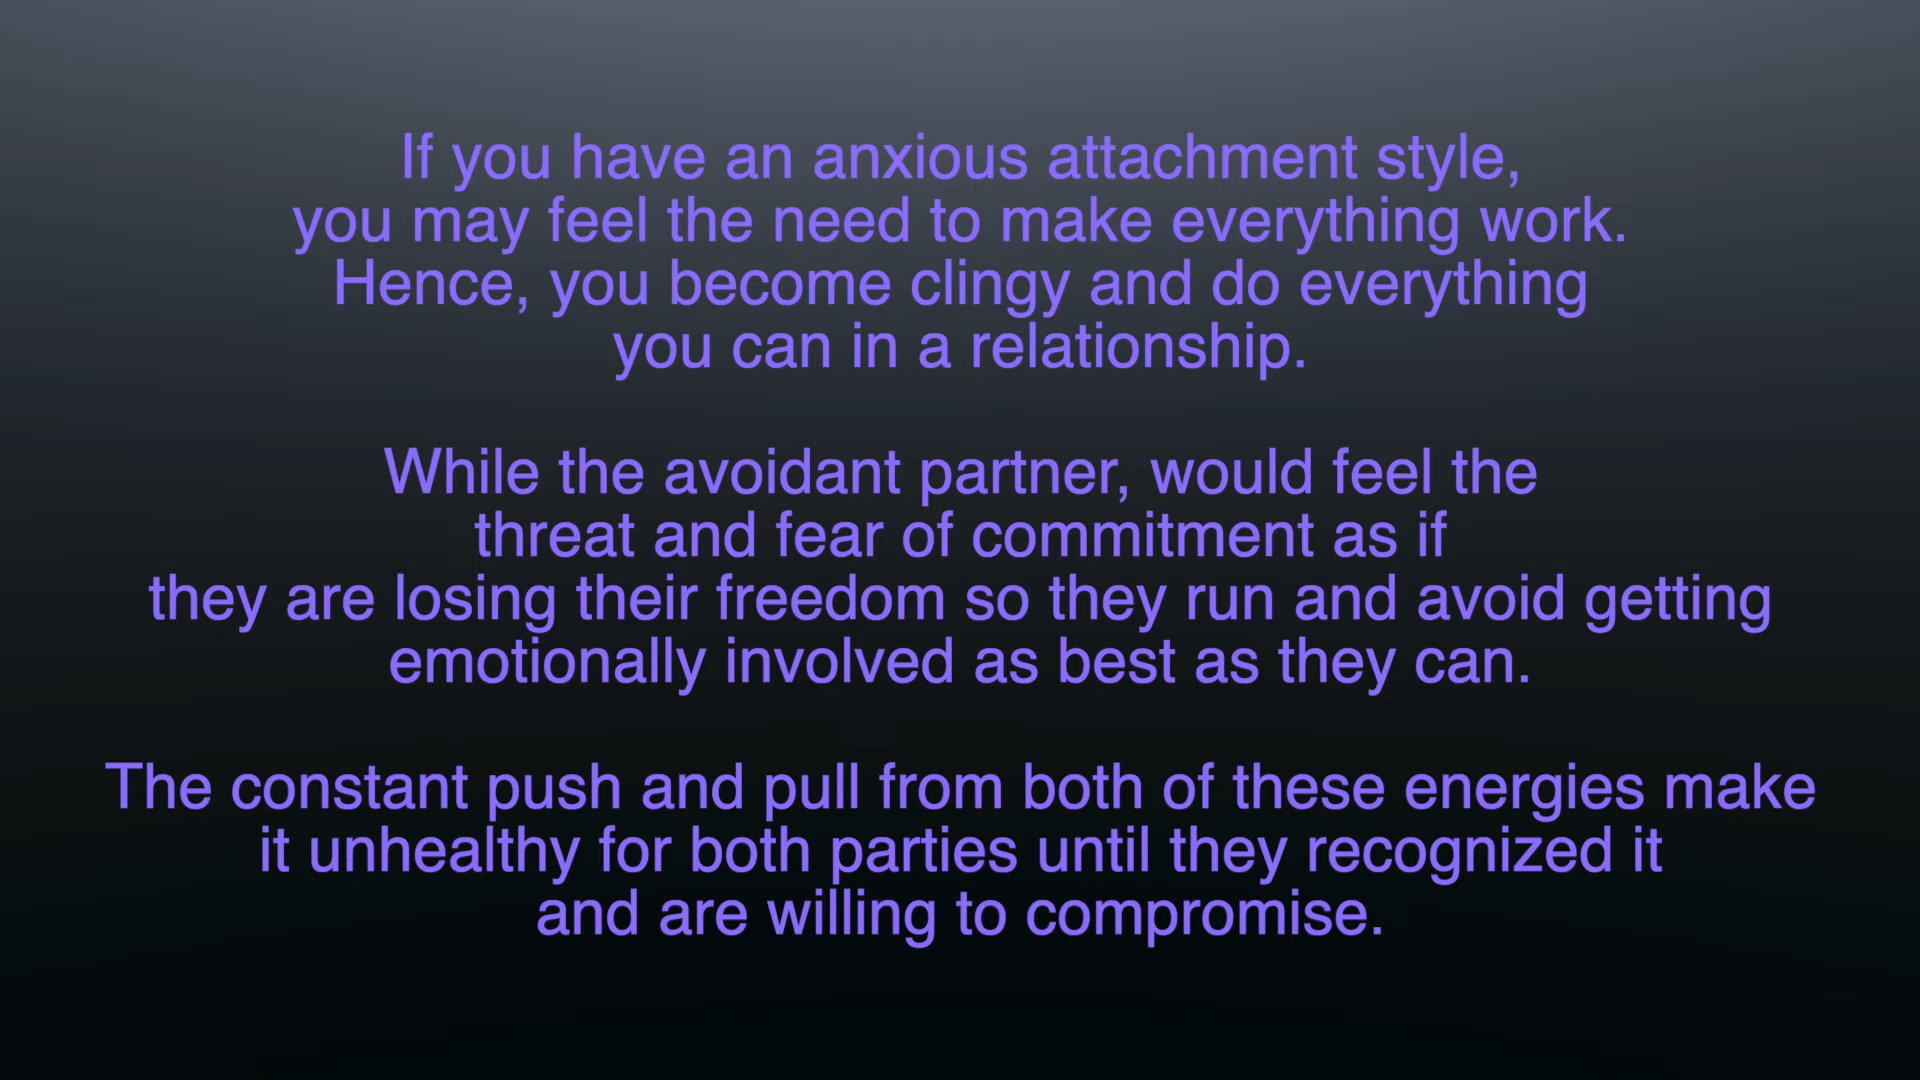 If you have an anxious attachment style,
you may feel the need to make everything work.
Hence, you become clingy and do everything
you can in a relationship.
While the avoidant partner, would feel the
threat and fear of commitment as if
they are losing their freedom so they run and avoid getting
emotionally involved as best as they can.
The constant push and pull from both of these energies make
it unhealthy for both parties until they recognized it
and are willing to compromise.